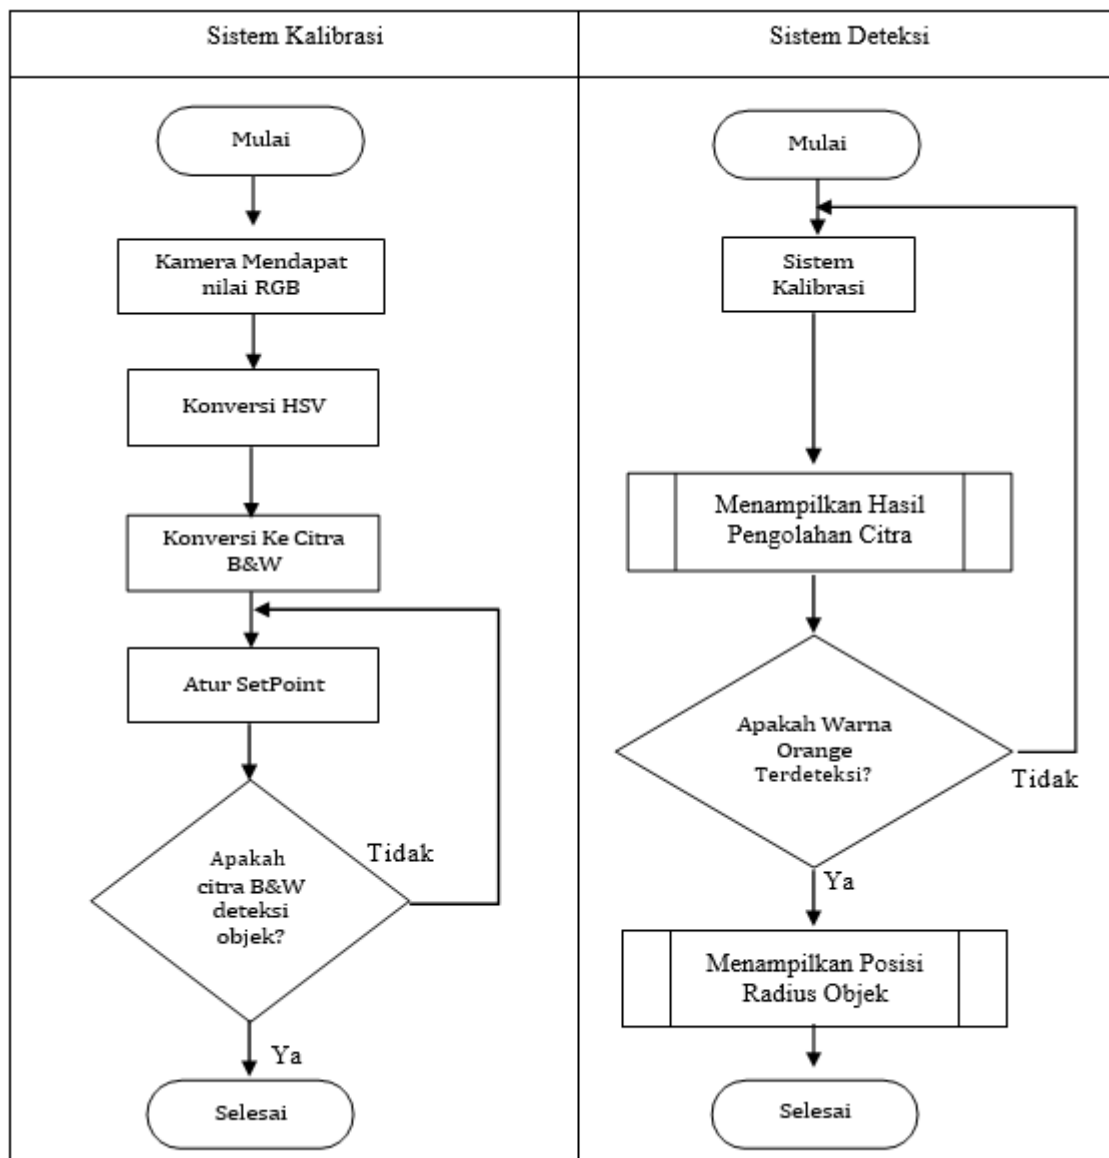 Sistem Kalibrasi
Mulai
Kamera Mendapat
nilai RGB
Konversi HSV
Konversi Ke Citra
B&W
Atur SetPoint
Apakah
citra B&W
deteksi
objek?
Tidak
Ya
Selesai
Sistem Deteksi
Mulai
Sistem
Kalibrasi
Menampilkan Hasil
Pengolahan Citra
Apakah Warna
Orange
Terdeteksi?
Tidak
Ya
Menampilkan Posisi
Radius Objek
Selesai